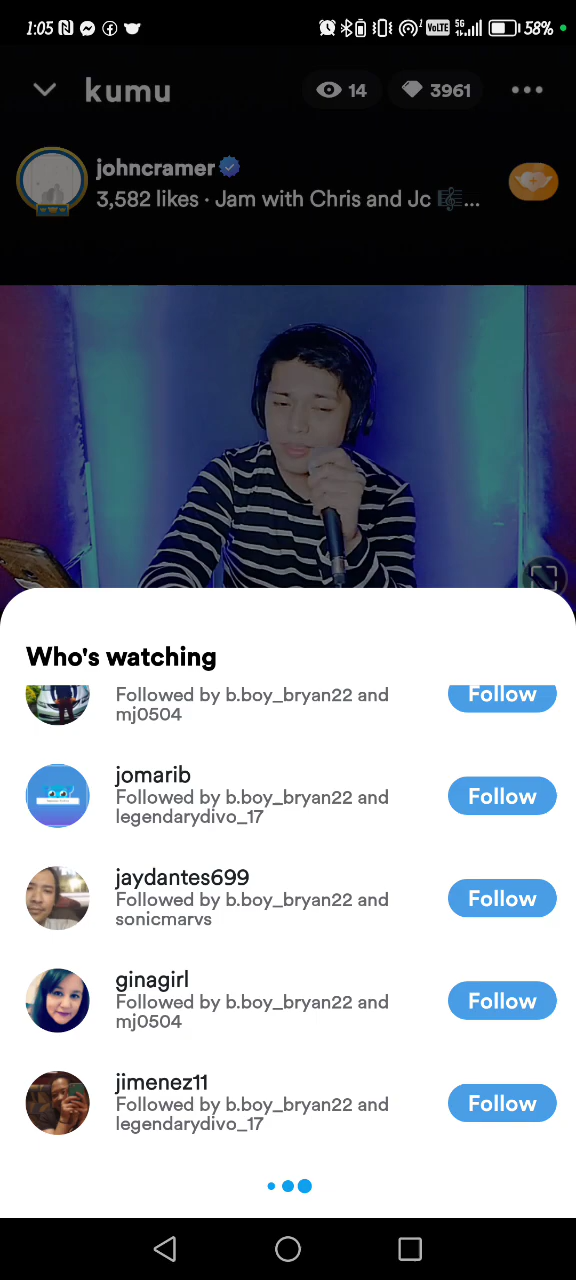 1:05
VoLTE
5G
58%
kumu
14
3961
johncramer
3,582 likes · Jam with Chris and Jc 🎼...
Who's watching
Followed by b.boy_bryan22 and
mj0504
Follow
jomarib
Followed by b.boy_bryan22 and
legendarydivo_17
Follow
jaydantes699
Followed by b.boy_bryan22 and
sonicmarvs
Follow
ginagirl
Followed by b.boy_bryan22 and
mj0504
Follow
jimenez11
Followed by b.boy_bryan22 and
legendarydivo_17
Follow